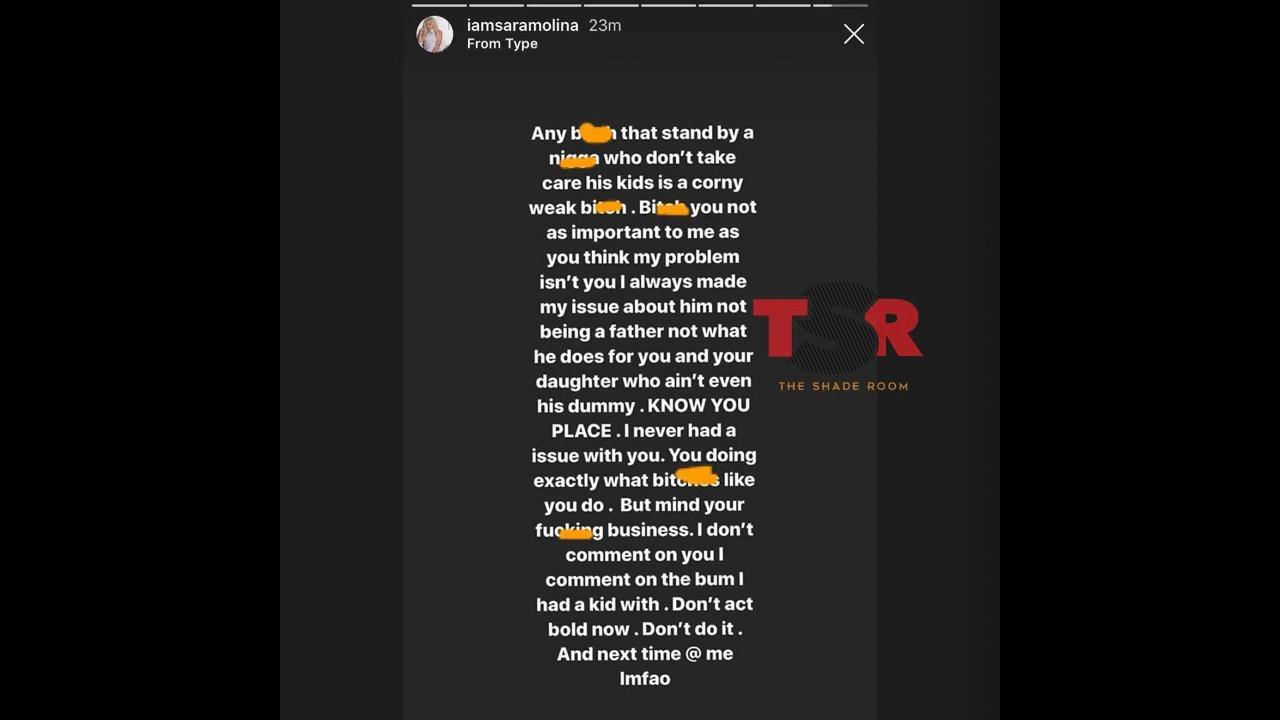 iamsaramolina 23m
From Type
Any b h that stand by a
nigga who don't take
care his kids is a corny
weak bitch . Bitch you not
as important to me as
you think my problem
isn't you I always made
my issue about him not
being a father not what
he does for you and your
daughter who ain't even
his dummy . KNOW YOU
PLACE . I never had a
issue with you. You doing
exactly what bitches like
you do . But mind your
fucking business. I don't
comment on you I
comment on the bum I
had a kid with . Don't act
bold now . Don't do it .
And next time @ me
lmfao
TSR
THE SHADE ROOM